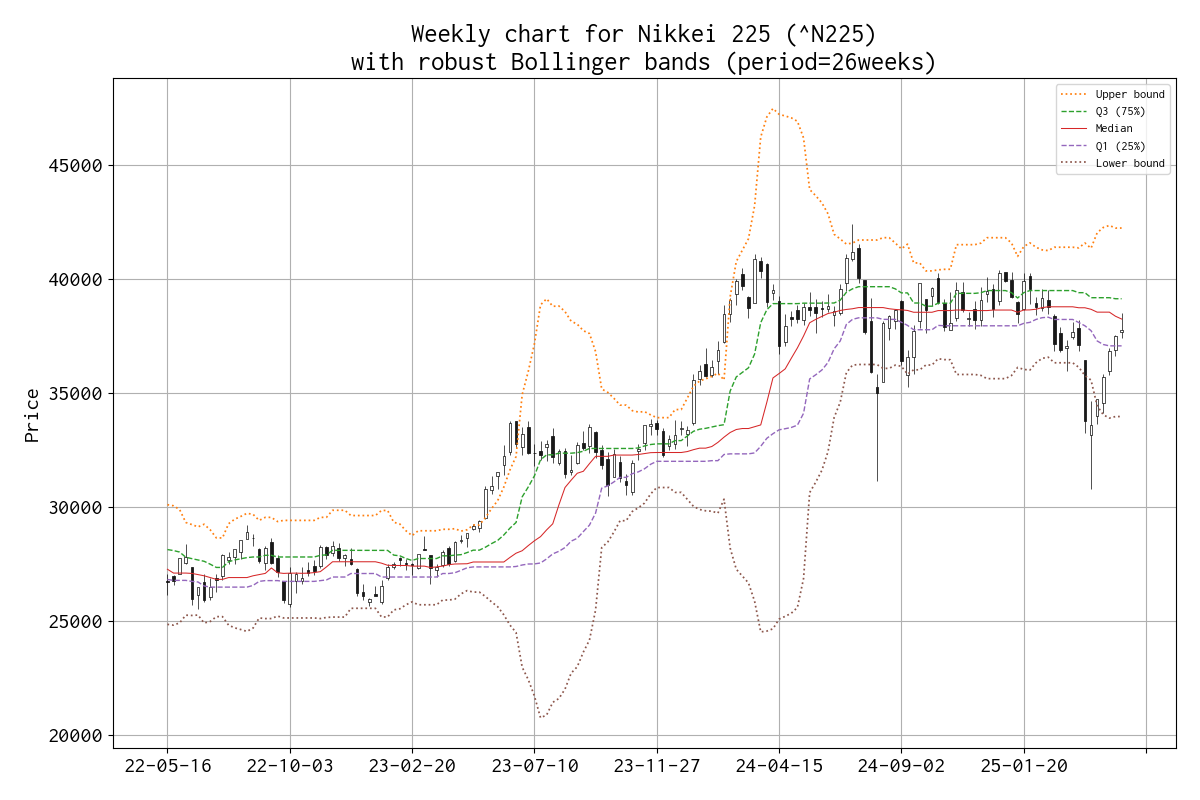 Weekly chart for Nikkei 225 (^N225)
with robust Bollinger bands (period=26weeks)
Upper bound
Q3 (75%)
Median
Q1 (25%)
Lower bound
45000
40000
35000
30000
25000
20000
Price
22-05-16 22-10-03 23-02-20 23-07-10 23-11-27 24-04-15 24-09-02 25-01-20